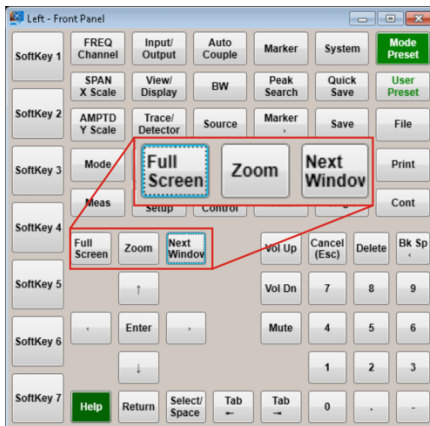 Left - Front Panel
SoftKey 1
FREQ
Channel
Input/
Output
Auto
Couple
Marker
System
Mode
Preset
SPAN
X Scale
View/
Display
BW
Peak
Search
Quick
Save
User
Preset
SoftKey 2
AMPTD
Y Scale
Trace/
Detector
Source
Marker
Save
File
SoftKey 3
Mode
Full
Screen
Zoom
Next
Windov
Print
Meas
Setup
Control
Cont
SoftKey 4
Full
Screen
Zoom
Next
Windov
Vol Up
Cancel
(Esc)
Delete
Bk Sp
SoftKey 5
↑
Vol Dn
7
8
9
SoftKey 6
Enter
Mute
4
5
6
↓
1
2
3
SoftKey 7
Help
Return
Select/
Space
Tab
←
Tab
→
0
.
-